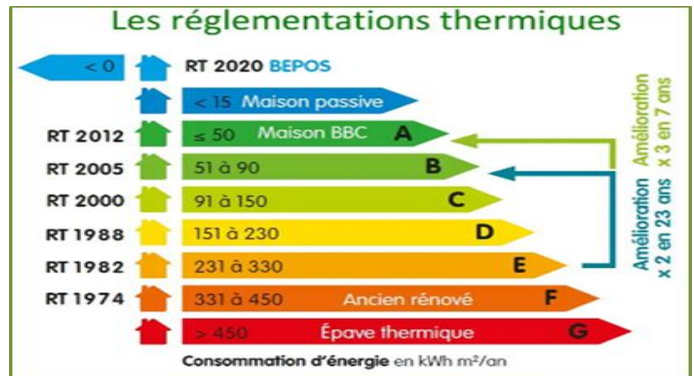 Les réglementations thermiques
< 0 RT 2020 BEPOS
< 15 Maison passive
RT 2012 ≤ 50 Maison BBC A
RT 2005 51 à 90 B
RT 2000 91 à 150 C
RT 1988 151 à 230 D
RT 1982 231 à 330 E
RT 1974 331 à 450 Ancien rénové F
> 450 Épave thermique G
Consommation d'énergie en kWh m²/an
Amélioration
x 3 en 7 ans
Amélioration
x 2 en 23 ans